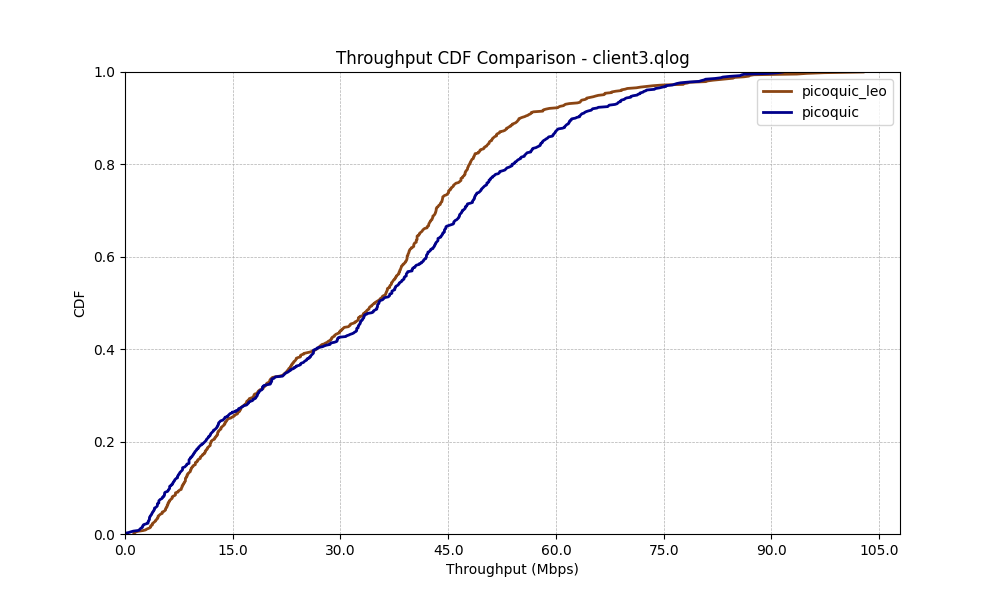 Throughput CDF Comparison - client3.qlog
1.0
0.8
0.6
0.4
0.2
0.0
CDF
picoquic_leo
picoquic
0.0 15.0 30.0 45.0 60.0 75.0 90.0 105.0
Throughput (Mbps)